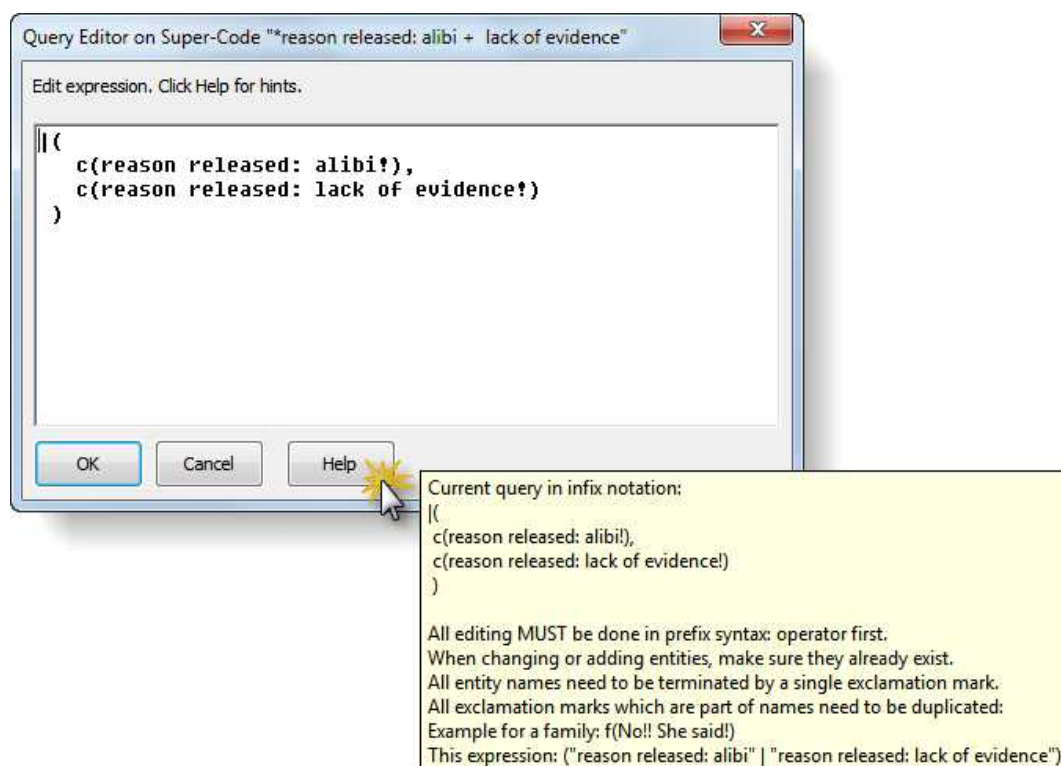 Query Editor on Super-Code "*reason released: alibi +  lack of evidence"
Edit expression. Click Help for hints.
|(
c(reason released: alibi!),
c(reason released: lack of evidence!)
)
OK
Cancel
Help
Current query in infix notation:
|(
c(reason released: alibi!),
c(reason released: lack of evidence!)
)
All editing MUST be done in prefix syntax: operator first.
When changing or adding entities, make sure they already exist.
All entity names need to be terminated by a single exclamation mark.
All exclamation marks which are part of names need to be duplicated:
Example for a family: f(No!! She said!)
This expression: ("reason released: alibi" | "reason released: lack of evidence")